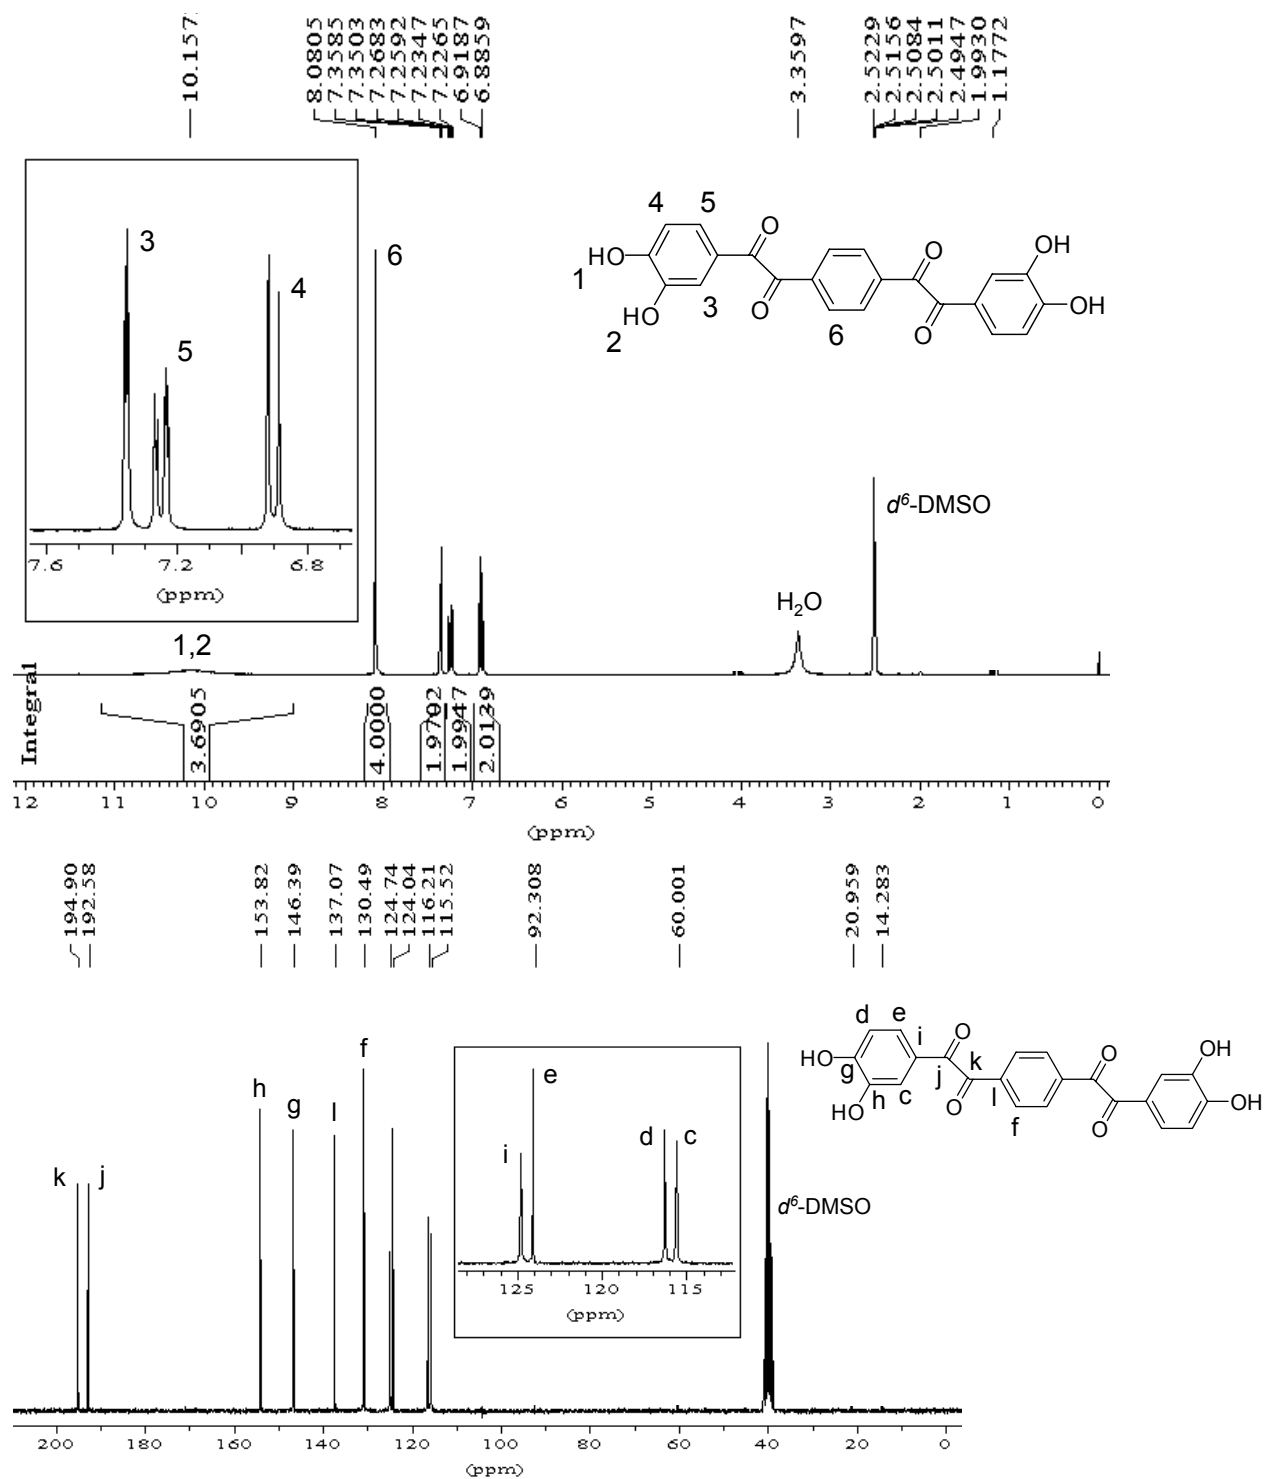 10.157
8.0805
7.3585
7.3503
7.2683
7.2592
7.2347
7.2265
6.9187
6.8859
3.3597
2.5229
2.5156
2.5084
2.5011
2.4947
1.9930
1.1772
3
5
4
7.6 7.2 6.8
(ppm)
6
4 5 O O OH
HO OH
1 HO 3 O O
2 6
d6-DMSO
H2O
1,2
Integral
3.6905
4.0000
1.9702
1.9947
2.0139
12 11 10 9 8 7 6 5 4 3 2 1 0
(ppm)
194.90
192.58
153.82
146.39
137.07
130.49
124.74
124.04
116.21
115.52
92.308
60.001
20.959
14.283
k j h g l f
i e d c
125 120 115
(ppm)
d e i O O OH
HO g j k OH
HO h c O l O
f
d6-DMSO
200 180 160 140 120 100 80 60 40 20 0
(ppm)